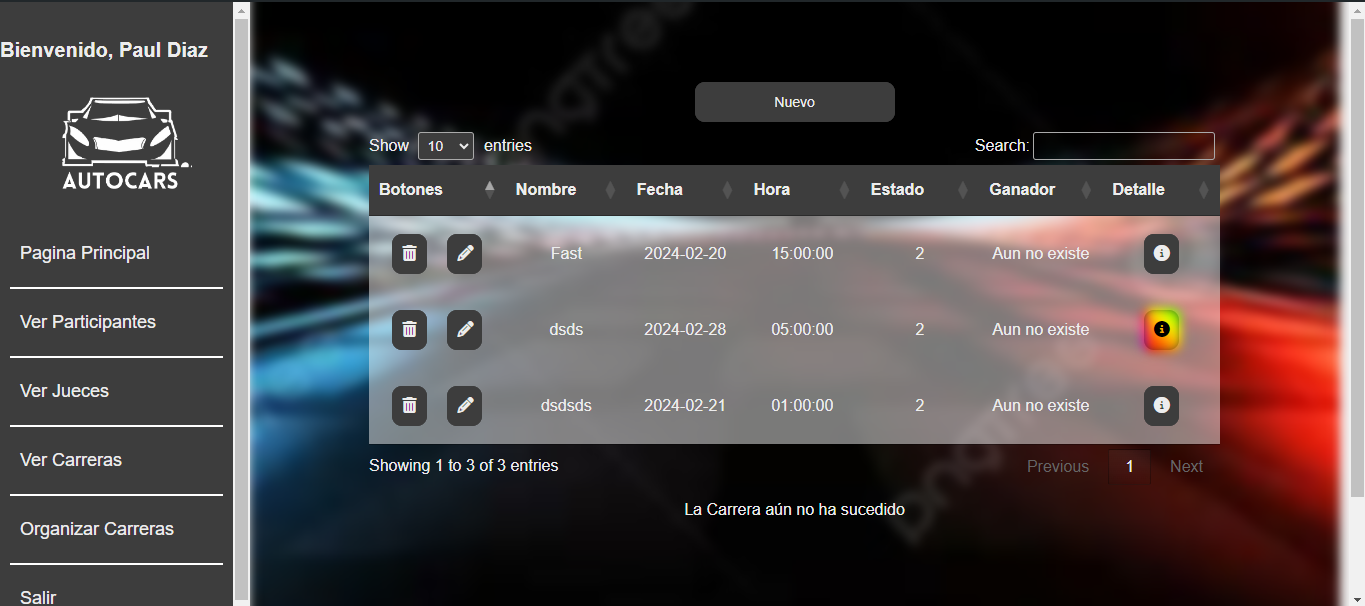 Bienvenido, Paul Diaz
AUTOCARS
Pagina Principal
Ver Participantes
Ver Jueces
Ver Carreras
Organizar Carreras
Salir
Nuevo
Show 10 entries
Search:
Botones Nombre Fecha Hora Estado Ganador Detalle
Fast 2024-02-20 15:00:00 2 Aun no existe
dsds 2024-02-28 05:00:00 2 Aun no existe
dsdsds 2024-02-21 01:00:00 2 Aun no existe
Showing 1 to 3 of 3 entries
Previous 1 Next
La Carrera aún no ha sucedido